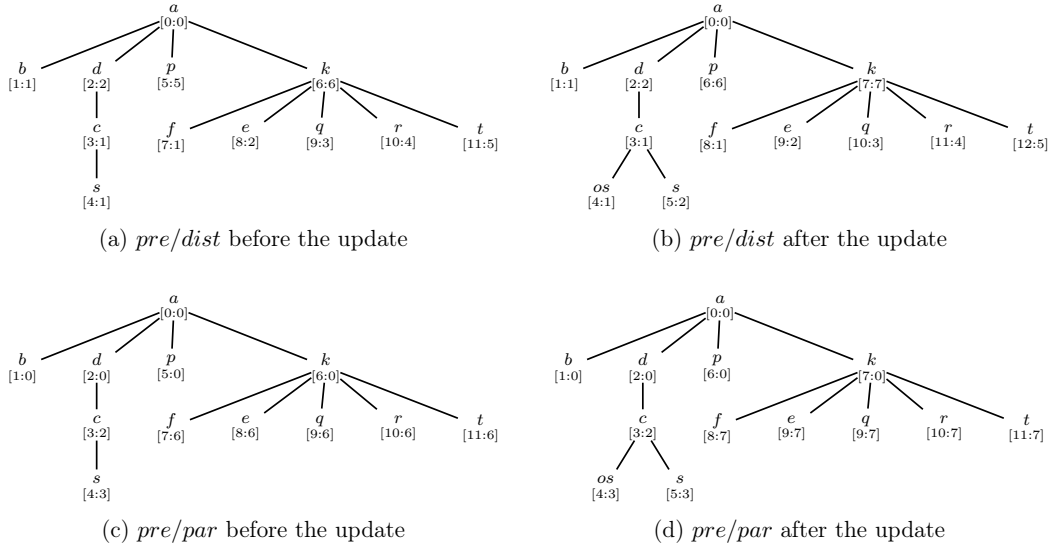 a
[0:0]
b d p k
[1:1] [2:2] [5:5] [6:6]
c f e q r t
[3:1] [7:1] [8:2] [9:3] [10:4] [11:5]
s
[4:1]
(a) pre/dist before the update
a
[0:0]
b d p k
[1:1] [2:2] [6:6] [7:7]
c f e q r t
[3:1] [8:1] [9:2] [10:3] [11:4] [12:5]
os s
[4:1] [5:2]
(b) pre/dist after the update
a
[0:0]
b d p k
[1:0] [2:0] [5:0] [6:0]
c f e q r t
[3:2] [7:6] [8:6] [9:6] [10:6] [11:6]
s
[4:3]
(c) pre/par before the update
a
[0:0]
b d p k
[1:0] [2:0] [6:0] [7:0]
c f e q r t
[3:2] [8:7] [9:7] [9:7] [10:7] [11:7]
os s
[4:3] [5:3]
(d) pre/par after the update